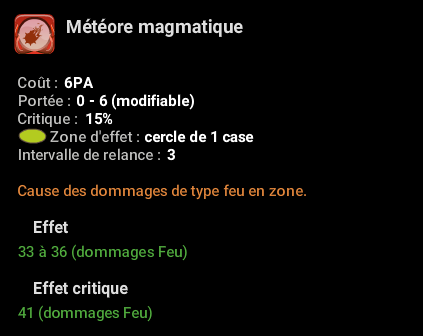 Météore magmatique
Coût : 6PA
Portée : 0 - 6 (modifiable)
Critique : 15%
Zone d'effet : cercle de 1 case
Intervalle de relance : 3
Cause des dommages de type feu en zone.
Effet
33 à 36 (dommages Feu)
Effet critique
41 (dommages Feu)